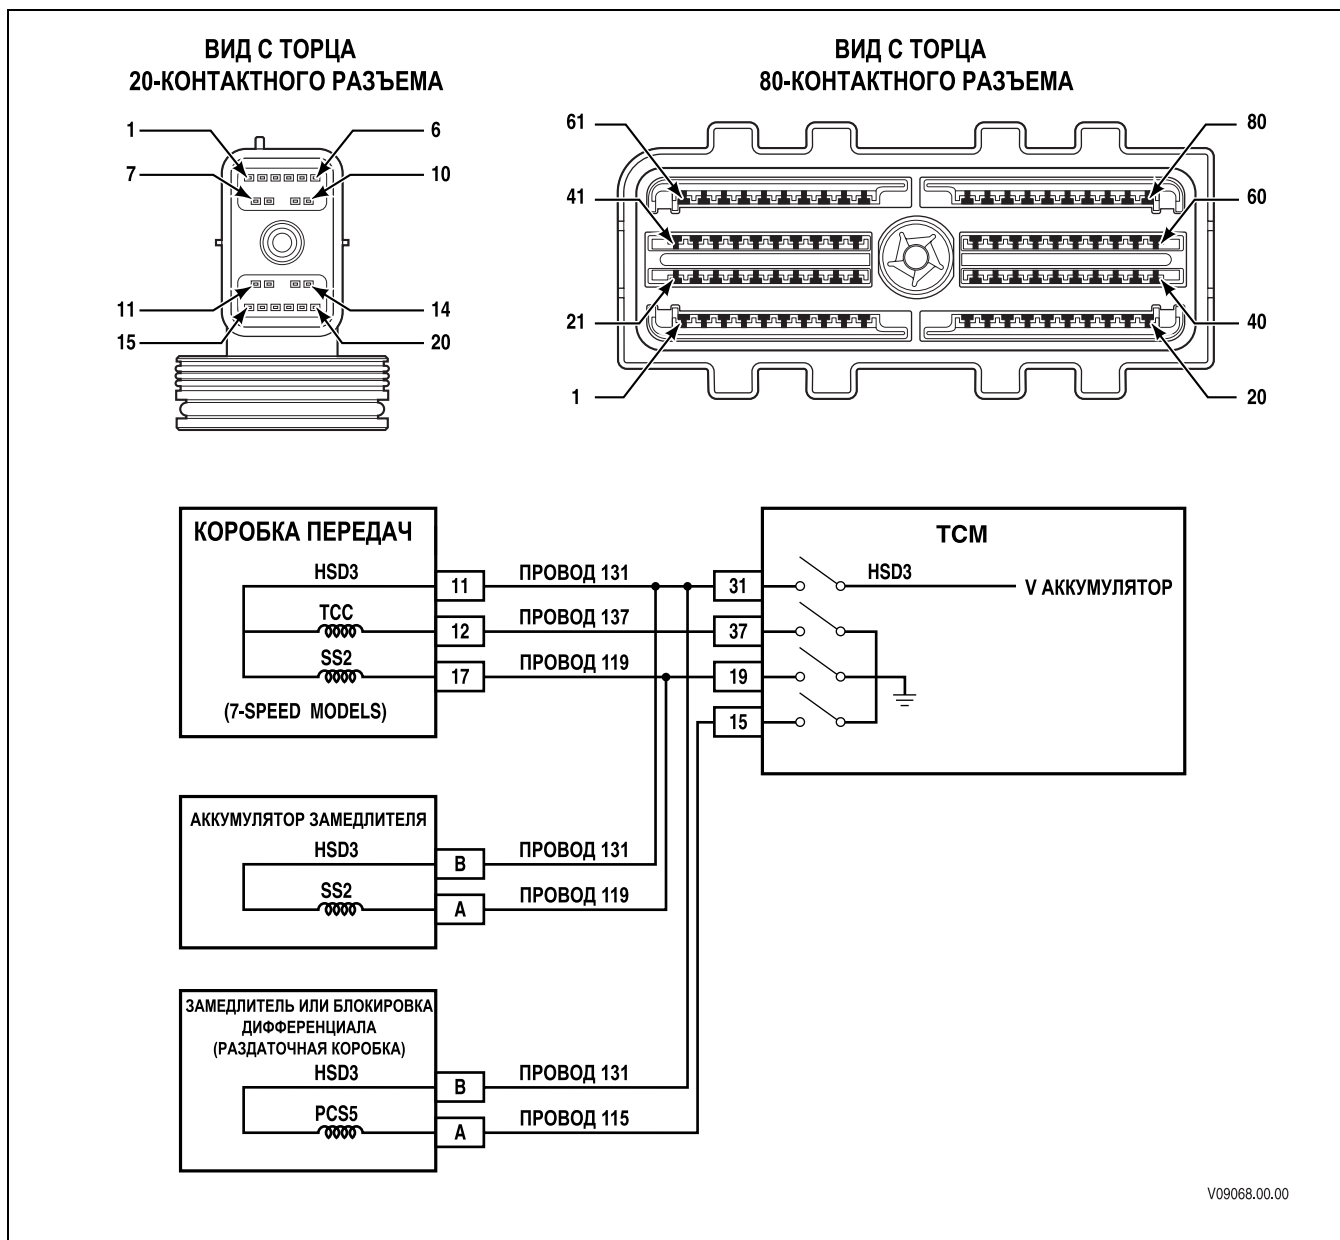 ВИД С ТОРЦА
20-КОНТАКТНОГО РАЗЪЕМА
1
6
7
10
11
14
15
20
ВИД С ТОРЦА
80-КОНТАКТНОГО РАЗЪЕМА
61
80
41
60
21
40
1
20
КОРОБКА ПЕРЕДАЧ
HSD3
11
ПРОВОД 131
TCC
12
ПРОВОД 137
SS2
17
ПРОВОД 119
(7-SPEED MODELS)
TCM
31
HSD3
V АККУМУЛЯТОР
37
19
15
АККУМУЛЯТОР ЗАМЕДЛИТЕЛЯ
HSD3
B
ПРОВОД 131
SS2
A
ПРОВОД 119
ЗАМЕДЛИТЕЛЬ ИЛИ БЛОКИРОВКА
ДИФФЕРЕНЦИАЛА
(РАЗДАТОЧНАЯ КОРОБКА)
HSD3
B
ПРОВОД 131
PCS5
A
ПРОВОД 115
V09068.00.00